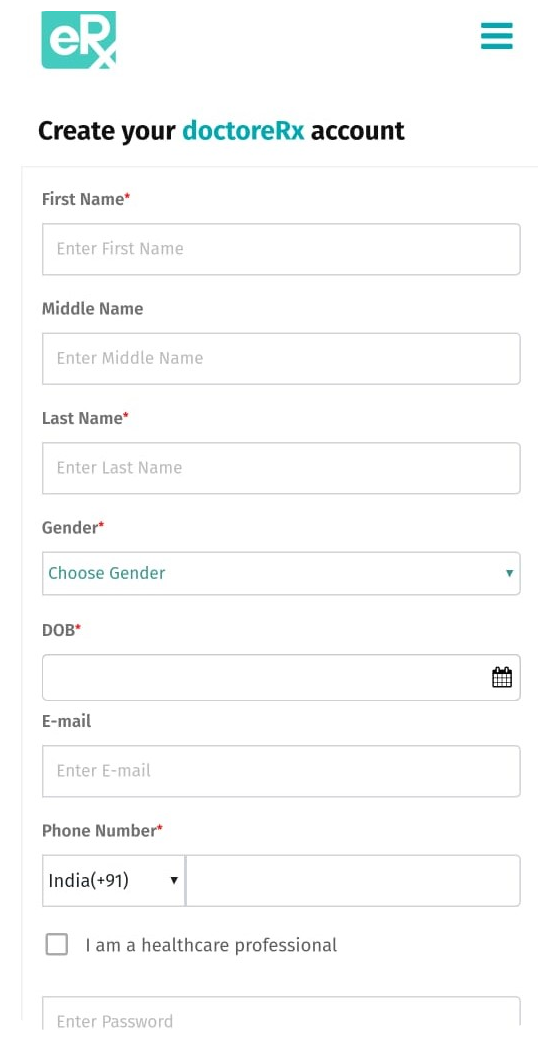 eRx
Create your doctoreRx account
First Name*
Enter First Name
Middle Name
Enter Middle Name
Last Name*
Enter Last Name
Gender*
Choose Gender
DOB*
E-mail
Enter E-mail
Phone Number*
India(+91)
I am a healthcare professional
Enter Password